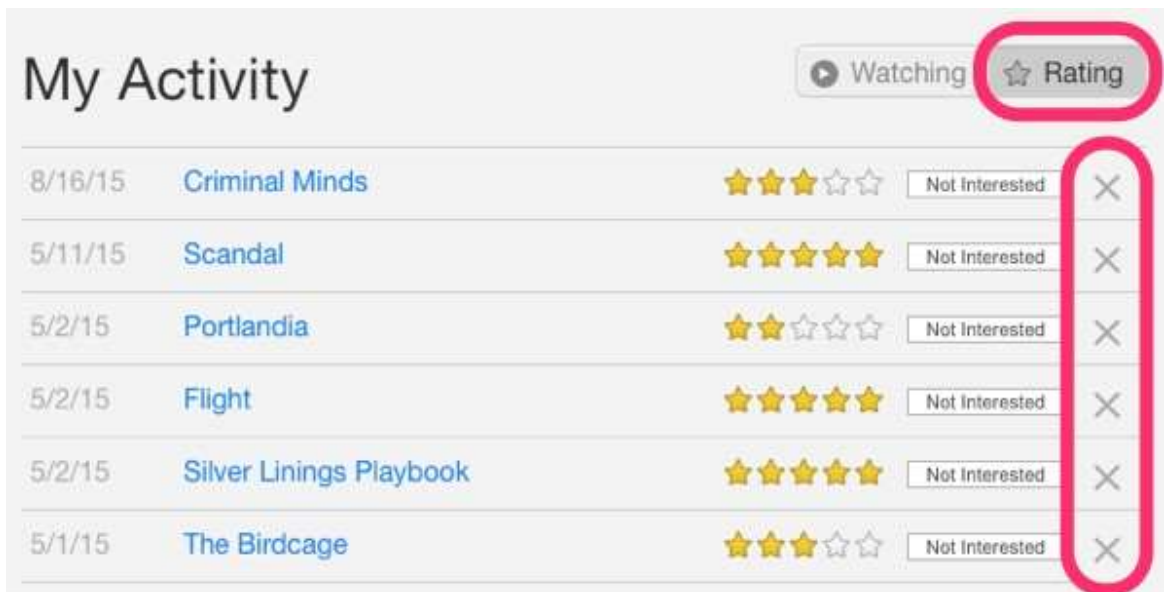 My Activity
Watching Rating
8/16/15 Criminal Minds Not Interested
5/11/15 Scandal Not Interested
5/2/15 Portlandia Not Interested
5/2/15 Flight Not Interested
5/2/15 Silver Linings Playbook Not Interested
5/1/15 The Birdcage Not Interested